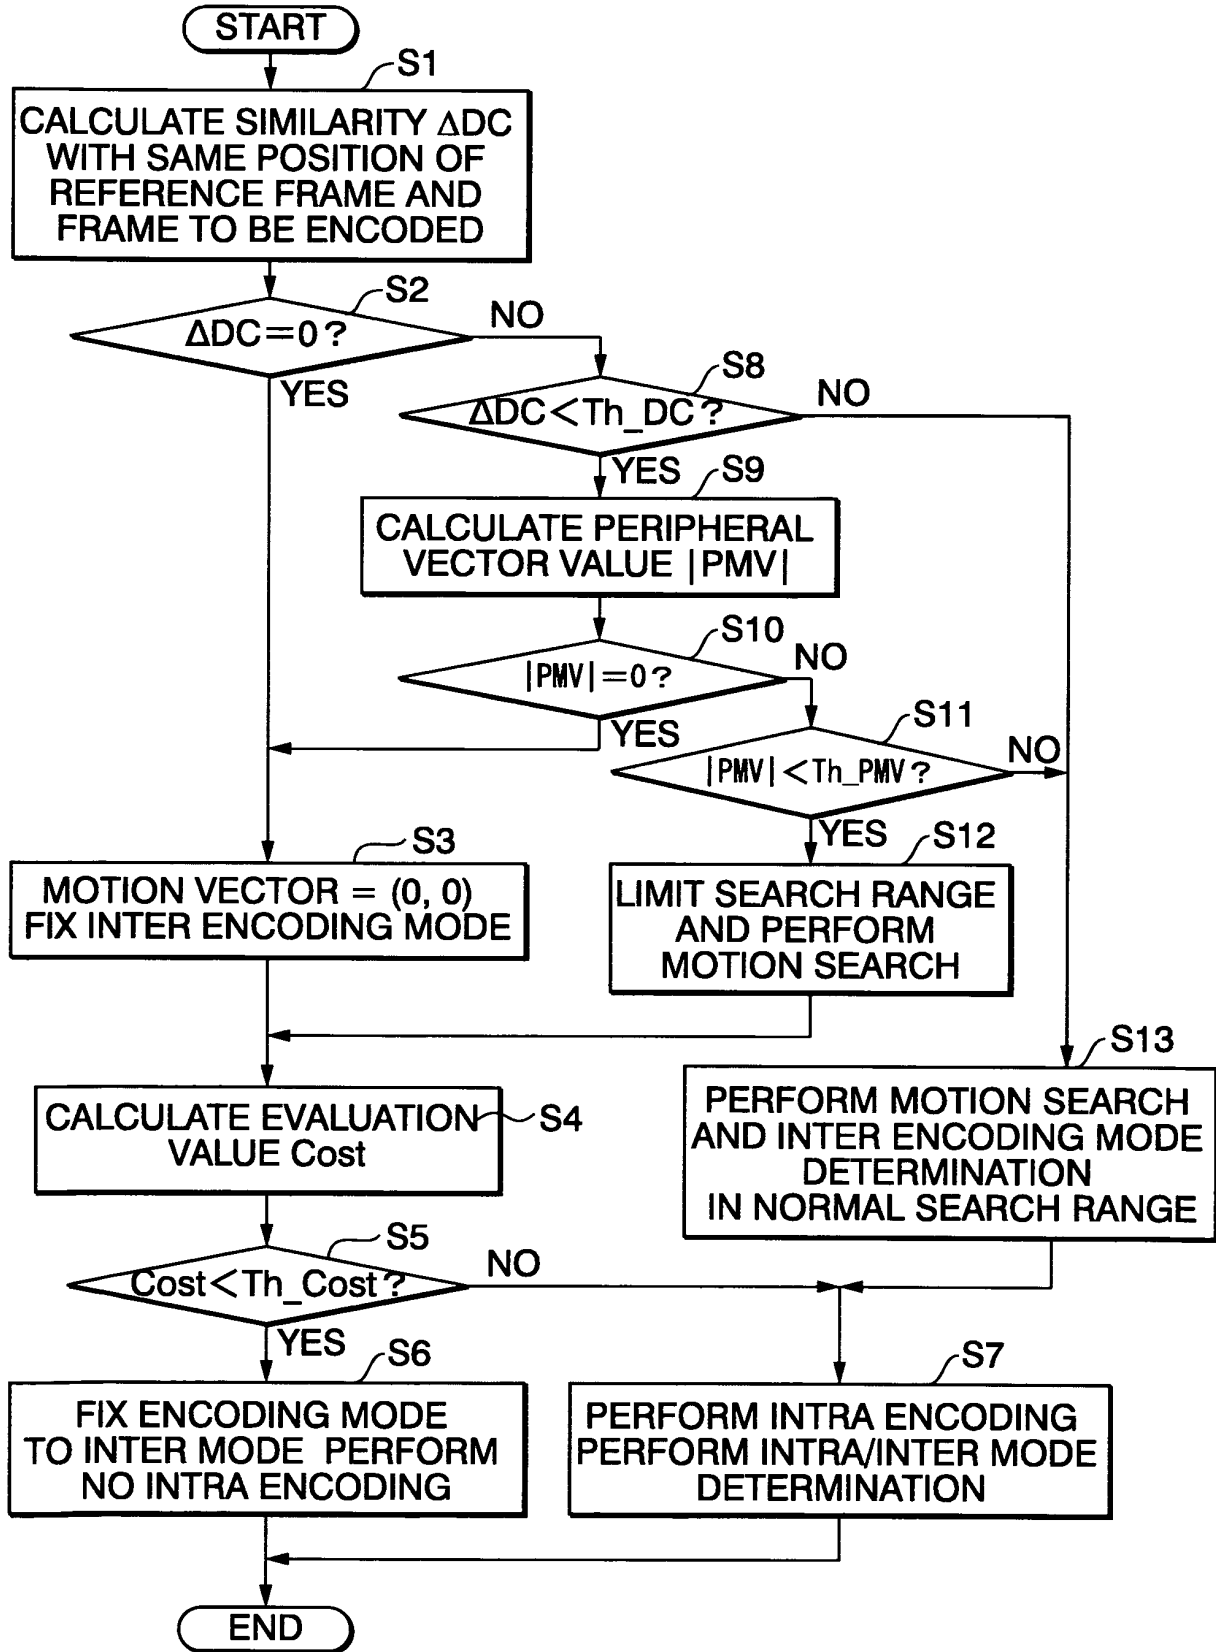 START
S1
CALCULATE SIMILARITY ΔDC
WITH SAME POSITION OF
REFERENCE FRAME AND
FRAME TO BE ENCODED
S2
ΔDC=0?
NO
YES
S8
ΔDC<Th_DC?
NO
YES
S9
CALCULATE PERIPHERAL
VECTOR VALUE |PMV|
S10
|PMV|=0?
NO
YES
S11
|PMV|<Th_PMV?
NO
YES
S3
MOTION VECTOR = (0, 0)
FIX INTER ENCODING MODE
S12
LIMIT SEARCH RANGE
AND PERFORM
MOTION SEARCH
S13
PERFORM MOTION SEARCH
AND INTER ENCODING MODE
DETERMINATION
IN NORMAL SEARCH RANGE
S4
CALCULATE EVALUATION
VALUE Cost
S5
Cost<Th_Cost?
NO
YES
S6
FIX ENCODING MODE
TO INTER MODE PERFORM
NO INTRA ENCODING
S7
PERFORM INTRA ENCODING
PERFORM INTRA/INTER MODE
DETERMINATION
END